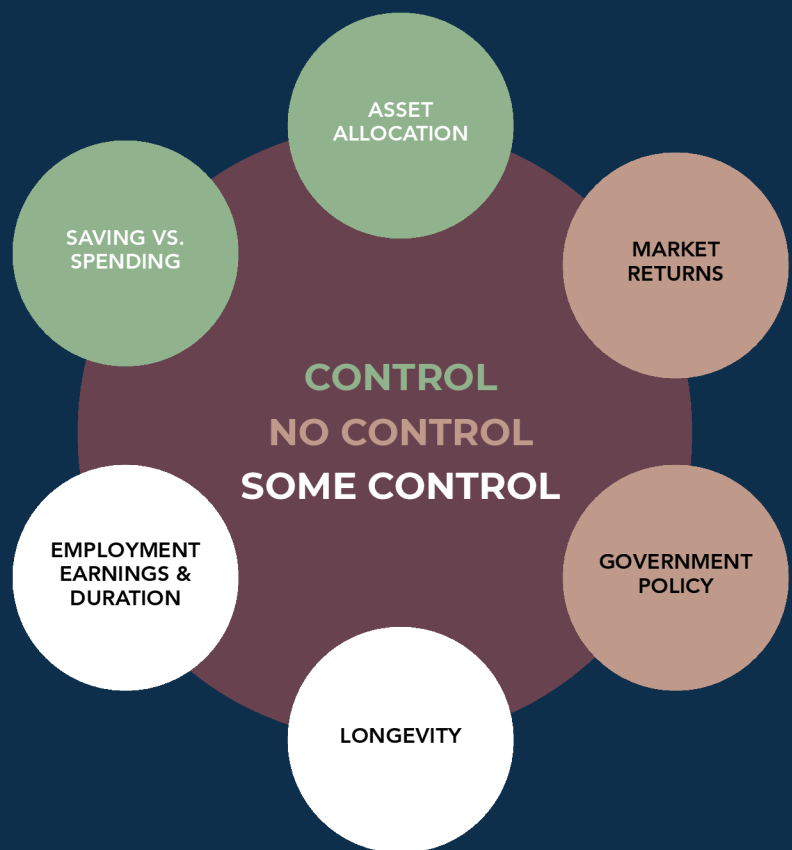 ASSET
ALLOCATION
SAVING VS.
SPENDING
MARKET
RETURNS
CONTROL
NO CONTROL
SOME CONTROL
EMPLOYMENT
EARNINGS &
DURATION
GOVERNMENT
POLICY
LONGEVITY